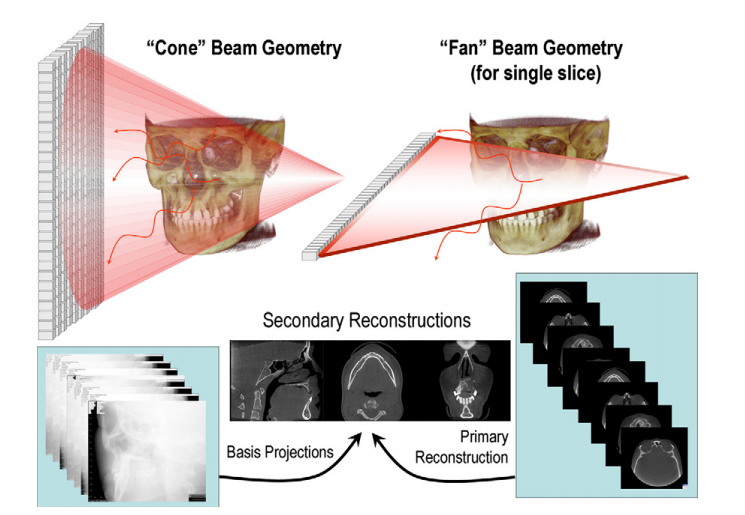 “Cone” Beam Geometry
“Fan” Beam Geometry
(for single slice)
Secondary Reconstructions
Basis Projections
Primary
Reconstruction